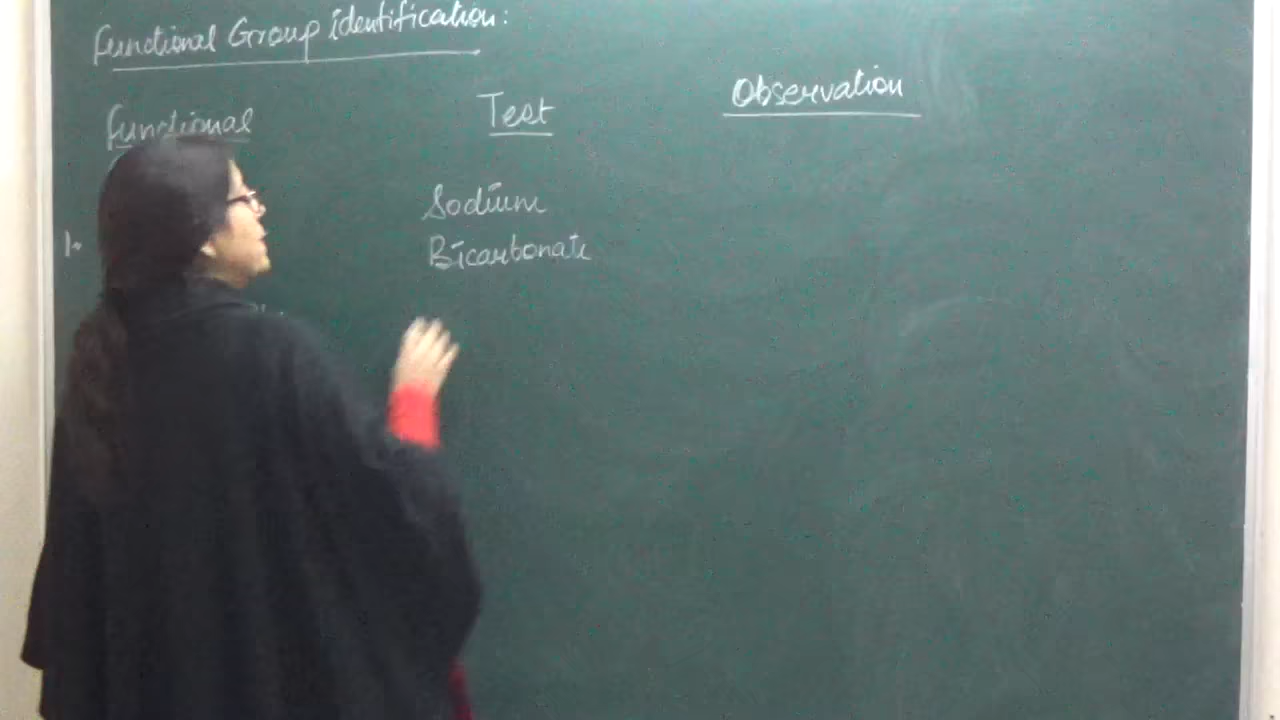 Functional Group identification:
Functional Test Observation
1.
Sodium
Bicarbonate